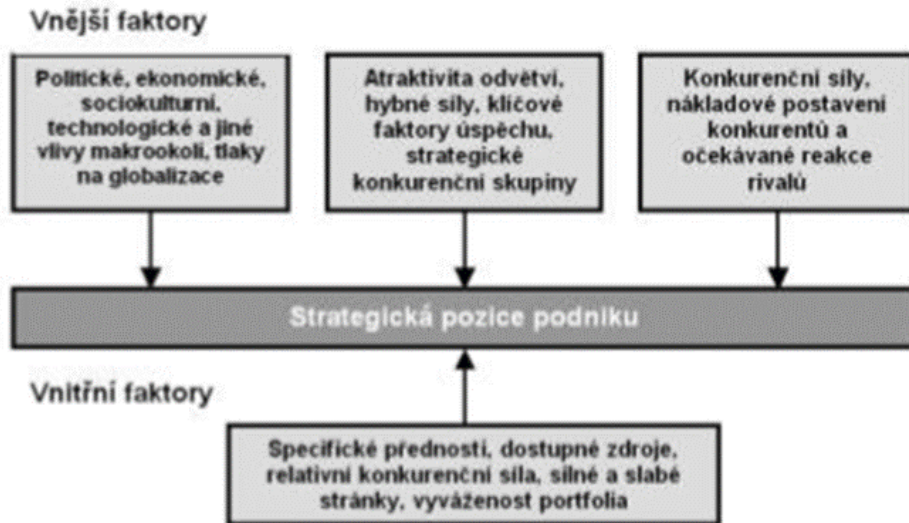 Vnější faktory
Politické, ekonomické,
sociokulturní,
technologické a jiné
vlivy makrookolí, tlaky
na globalizace
Atraktivita odvětví,
hybné síly, klíčové
faktory úspěchu,
strategické
konkurenční skupiny
Konkurenční síly,
nákladové postavení
konkurentů a
očekávané reakce
rivalů
Strategická pozice podniku
Vnitřní faktory
Specifické přednosti, dostupné zdroje,
relativní konkurenční síla, silné a slabé
stránky, vyváženost portfolia